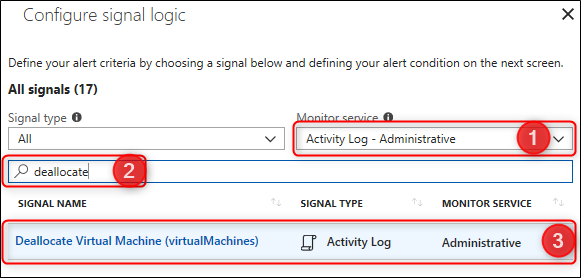 Configure signal logic
Define your alert criteria by choosing a signal below and defining your alert condition on the next screen.
All signals (17)
Signal type Monitor service
All Activity Log - Administrative 1
deallocate 2
SIGNAL NAME SIGNAL TYPE MONITOR SERVICE
Deallocate Virtual Machine (virtualMachines) Activity Log Administrative 3